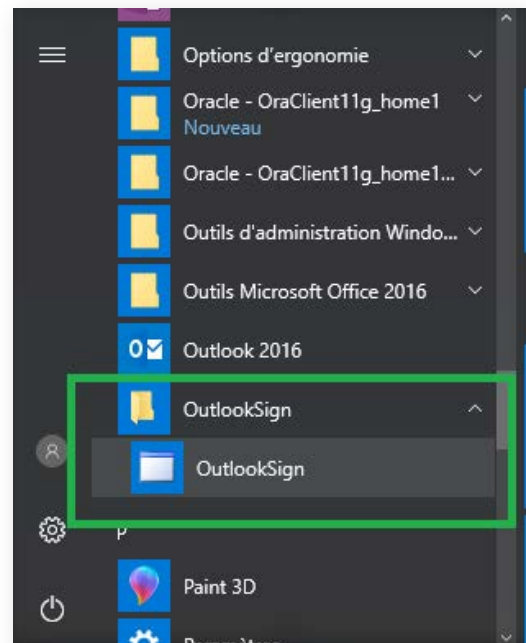 Options d'ergonomie
Oracle - OraClient11g_home1
Nouveau
Oracle - OraClient11g_home1...
Outils d'administration Windo...
Outils Microsoft Office 2016
Outlook 2016
OutlookSign
OutlookSign
P
Paint 3D